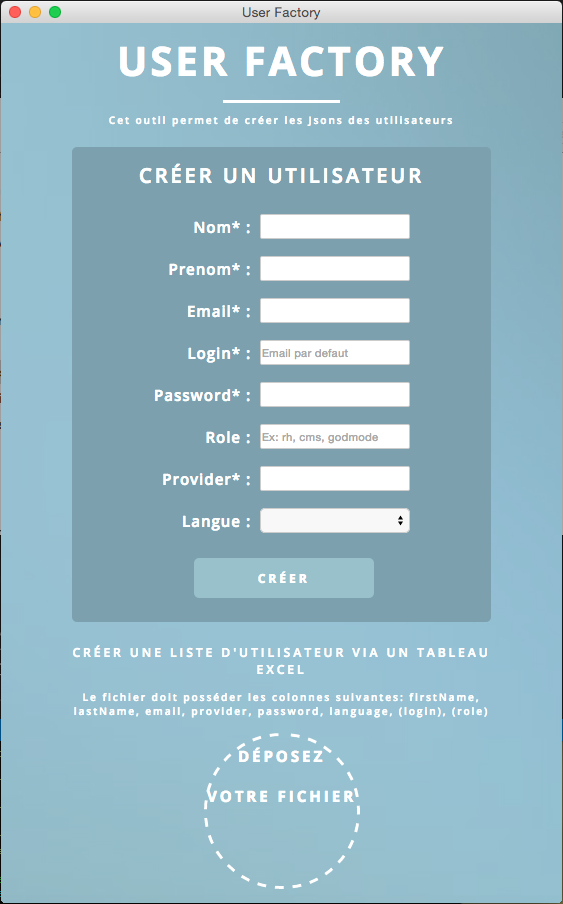 User Factory
USER FACTORY
Cet outil permet de créer les Jsons des utilisateurs
CRÉER UN UTILISATEUR
Nom* :
Prenom* :
Email* :
Login* : Email par defaut
Password* :
Role : Ex: rh, cms, godmode
Provider* :
Langue :
CRÉER
CRÉER UNE LISTE D'UTILISATEUR VIA UN TABLEAU
EXCEL
Le fichier doit posséder les colonnes suivantes: firstName,
lastName, email, provider, password, language, (login), (role)
DÉPOSEZ
VOTRE FICHIER